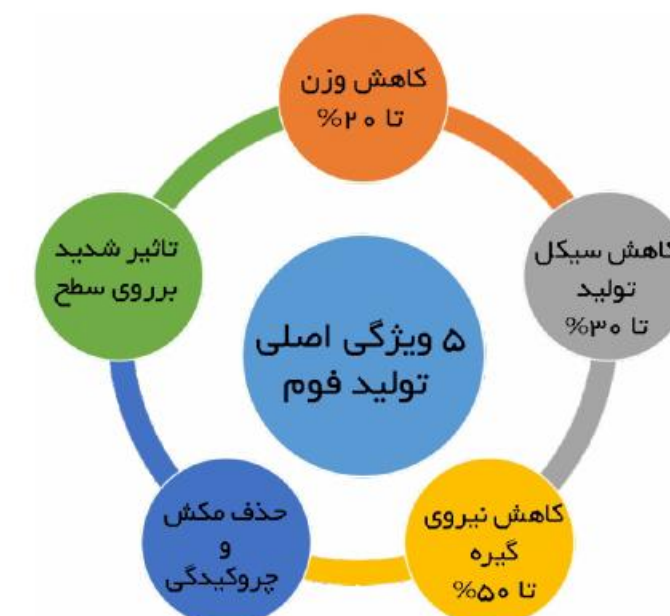 ۵ ویژگی اصلی
تولید فوم
کاهش وزن
تا ۲۰%
کاهش سیکل
تولید
تا ۳۰%
کاهش نیروی
گیره
تا ۵۰%
حذف مکش
و
چروکیدگی
تاثیر شدید
برروی سطح